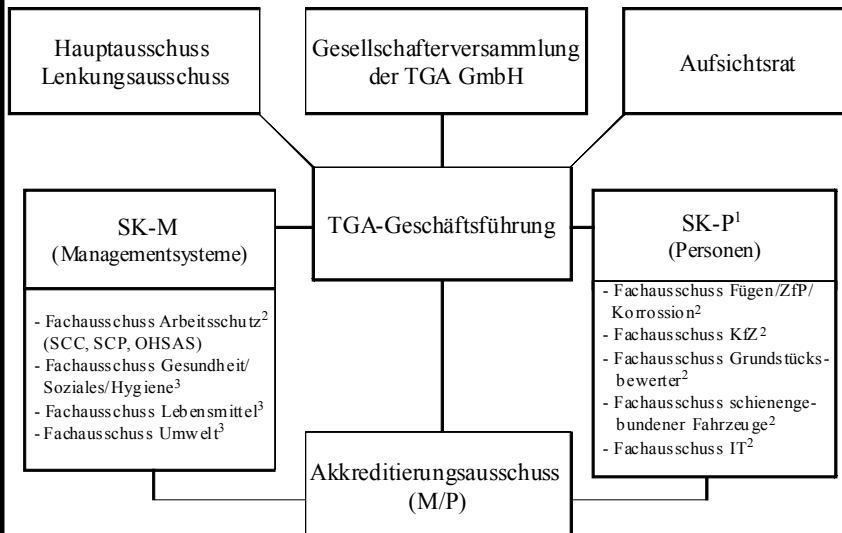 Hauptausschuss
Lenkungsausschuss
Gesellschafterversammlung
der TGA GmbH
Aufsichtsrat
TGA-Geschäftsführung
SK-M
(Managementsysteme)
- Fachausschuss Arbeitsschutz²
(SCC, SCP, OHSAS)
- Fachausschuss Gesundheit/
Soziales/Hygiene³
- Fachausschuss Lebensmittel³
- Fachausschuss Umwelt³
SK-P¹
(Personen)
- Fachausschuss Fügen/ZfP/
Korrossion²
- Fachausschuss KfZ²
- Fachausschuss Grundstücks-
bewerter²
- Fachausschuss schienenge-
bundener Fahrzeuge²
- Fachausschuss IT²
Akkreditierungsausschuss
(M/P)